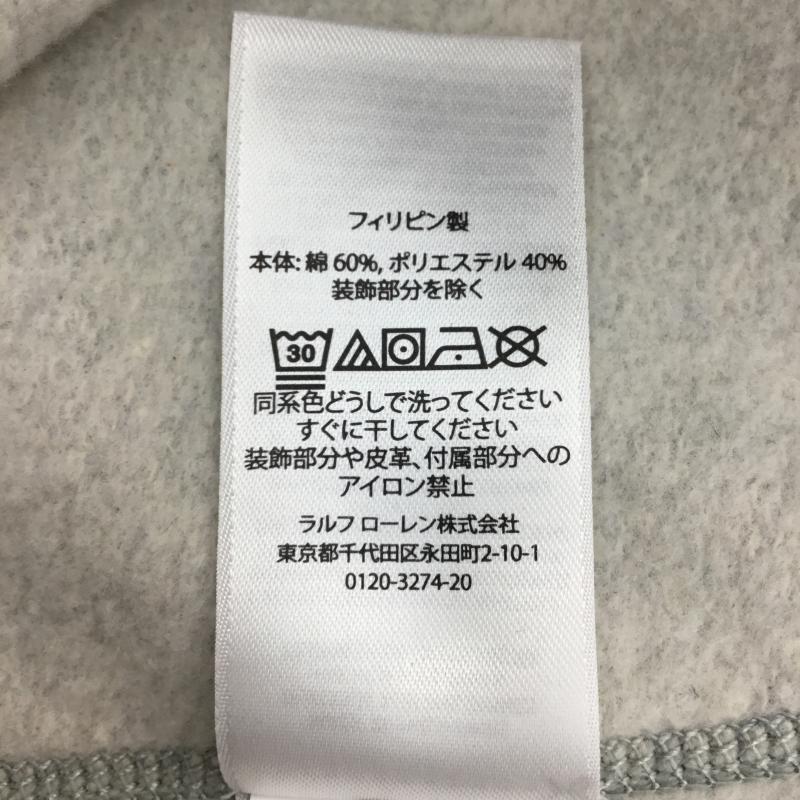 フィリピン製
本体: 綿 60%, ポリエステル 40%
装飾部分を除く
30
同系色どうしで洗ってください
すぐに干してください
装飾部分や皮革、付属部分への
アイロン禁止
ラルフ ローレン株式会社
東京都千代田区永田町2-10-1
0120-3274-20